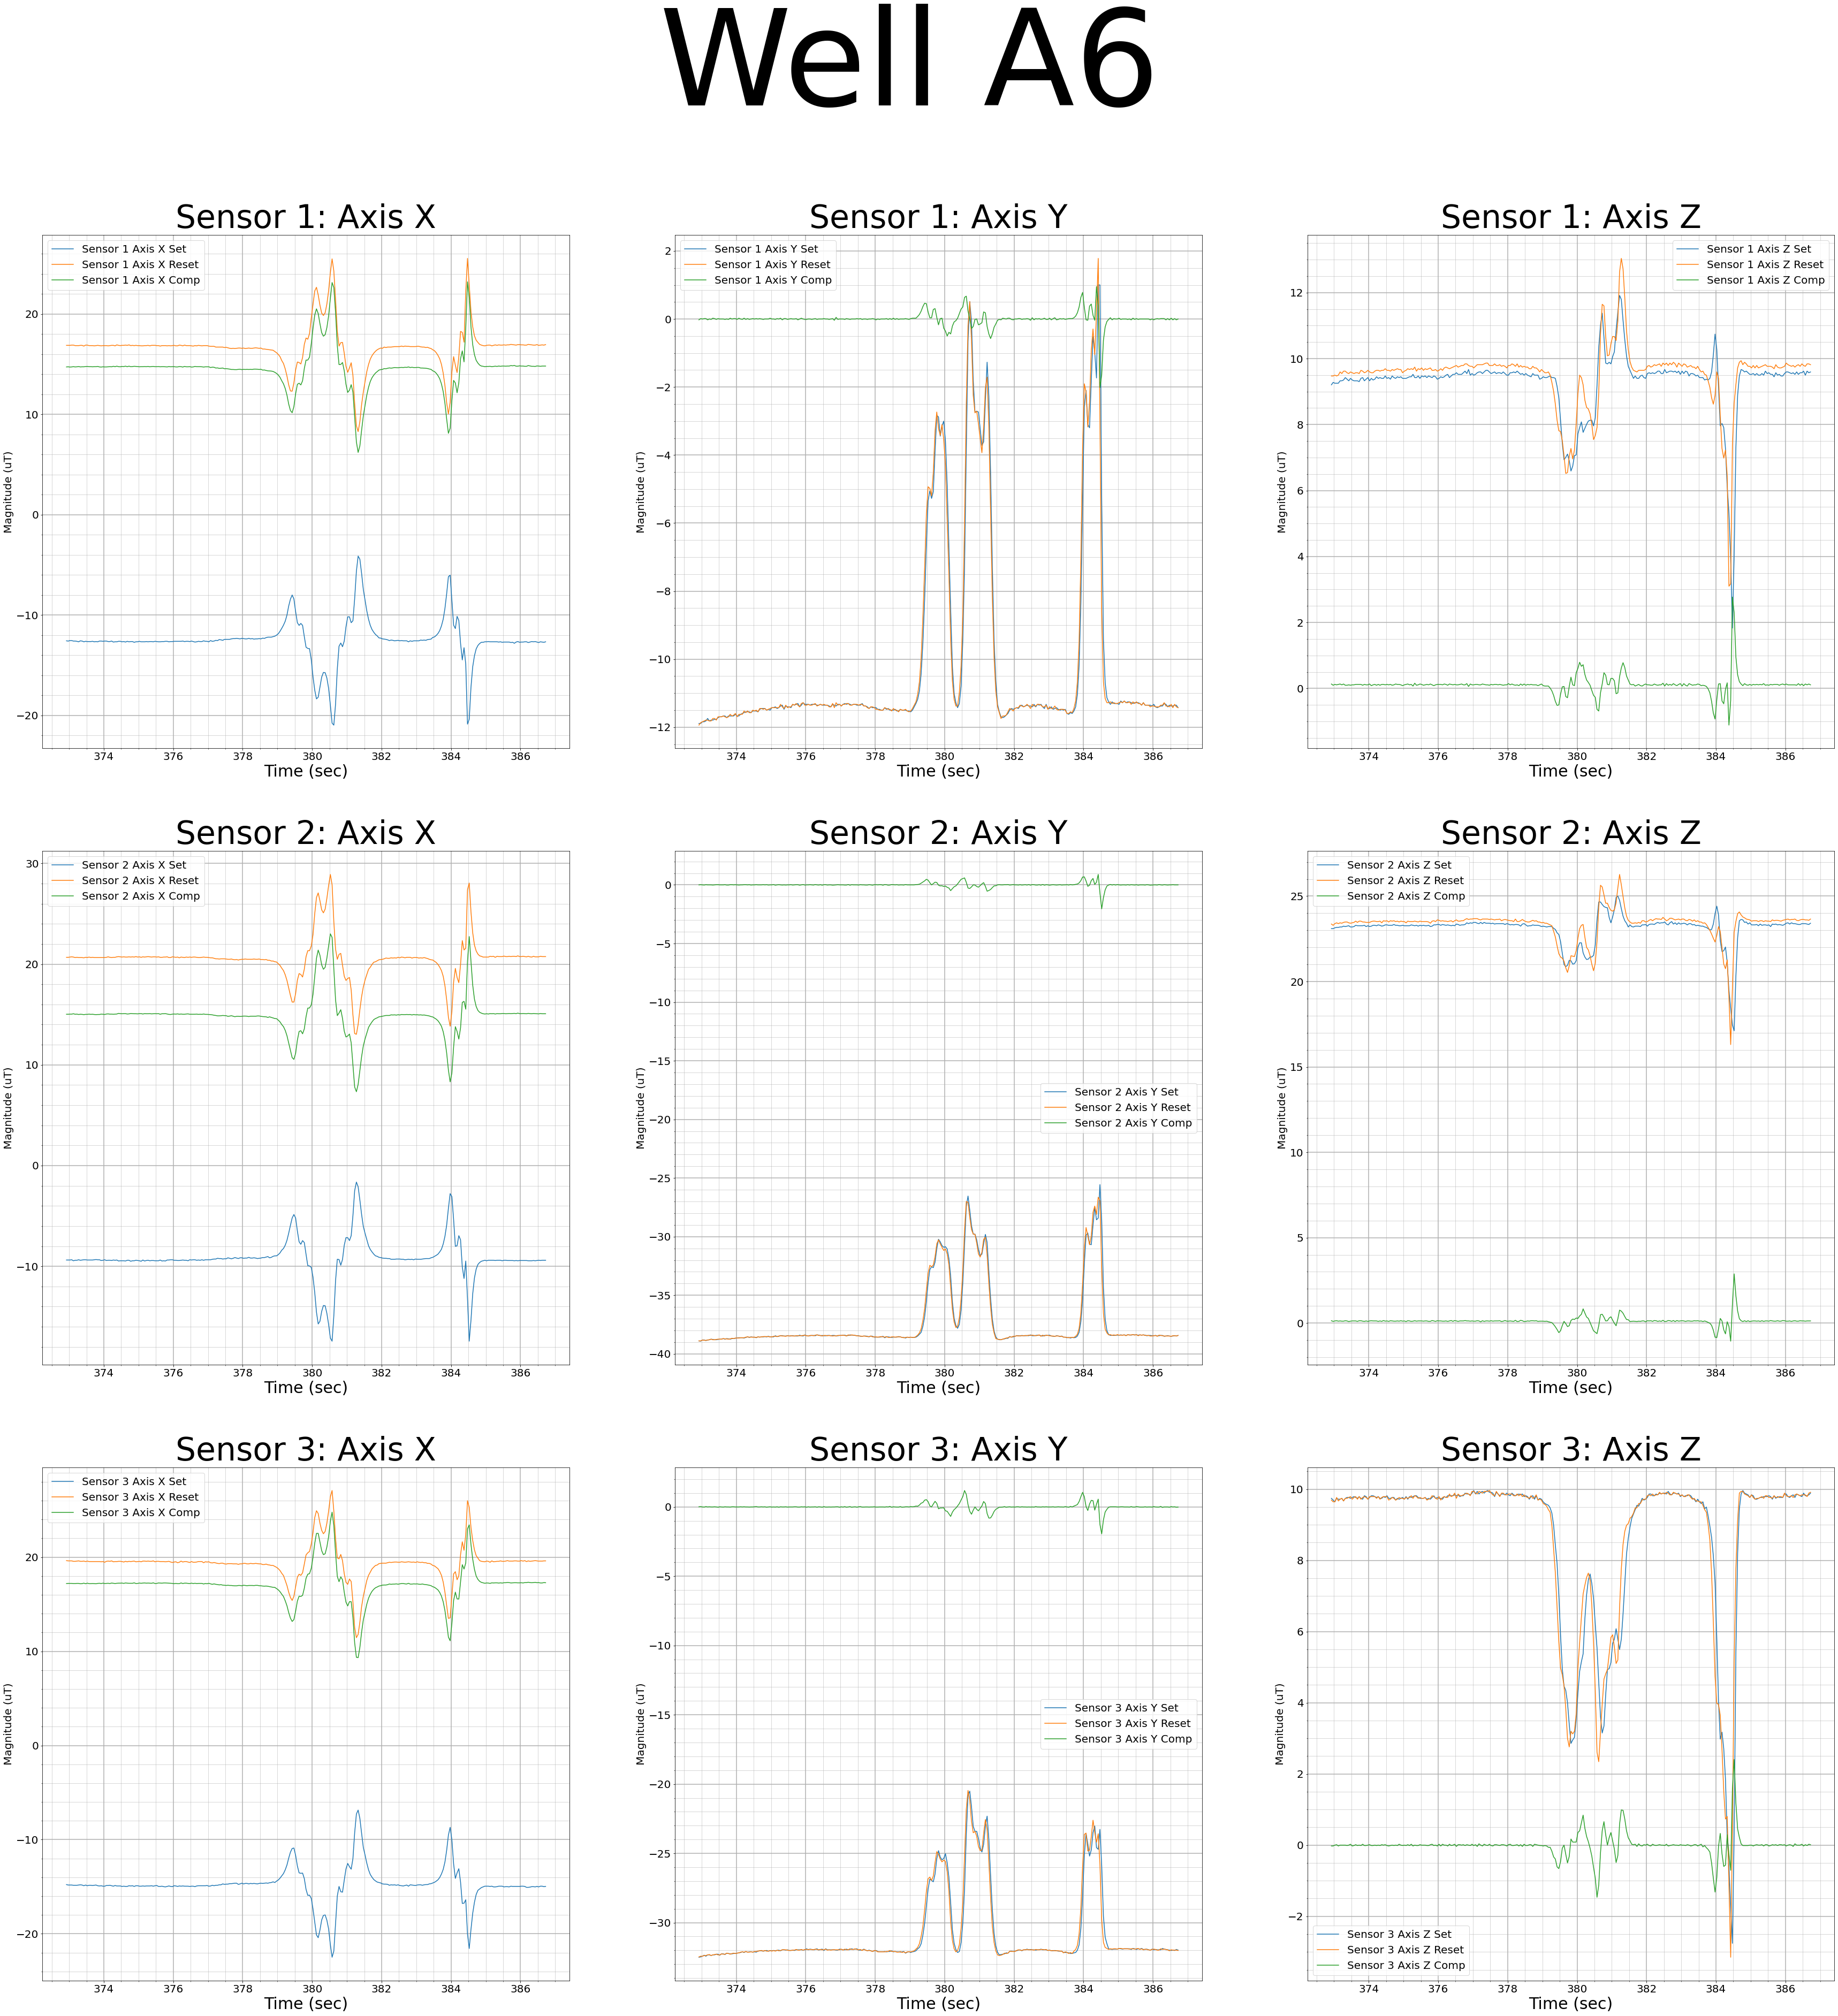 Well A6
Sensor 1: Axis X
Sensor 1 Axis X Set
Sensor 1 Axis X Reset
Sensor 1 Axis X Comp
20
10
0
−10
−20
Magnitude (uT)
374 376 378 380 382 384 386
Time (sec)
Sensor 1: Axis Y
Sensor 1 Axis Y Set
Sensor 1 Axis Y Reset
Sensor 1 Axis Y Comp
2
0
−2
−4
−6
−8
−10
−12
Magnitude (uT)
374 376 378 380 382 384 386
Time (sec)
Sensor 1: Axis Z
Sensor 1 Axis Z Set
Sensor 1 Axis Z Reset
Sensor 1 Axis Z Comp
12
10
8
6
4
2
0
Magnitude (uT)
374 376 378 380 382 384 386
Time (sec)
Sensor 2: Axis X
Sensor 2 Axis X Set
Sensor 2 Axis X Reset
Sensor 2 Axis X Comp
30
20
10
0
−10
Magnitude (uT)
374 376 378 380 382 384 386
Time (sec)
Sensor 2: Axis Y
0
−5
−10
−15
−20
−25
−30
−35
−40
Magnitude (uT)
Sensor 2 Axis Y Set
Sensor 2 Axis Y Reset
Sensor 2 Axis Y Comp
374 376 378 380 382 384 386
Time (sec)
Sensor 2: Axis Z
Sensor 2 Axis Z Set
Sensor 2 Axis Z Reset
Sensor 2 Axis Z Comp
25
20
15
10
5
0
Magnitude (uT)
374 376 378 380 382 384 386
Time (sec)
Sensor 3: Axis X
Sensor 3 Axis X Set
Sensor 3 Axis X Reset
Sensor 3 Axis X Comp
20
10
0
−10
−20
Magnitude (uT)
374 376 378 380 382 384 386
Time (sec)
Sensor 3: Axis Y
0
−5
−10
−15
−20
−25
−30
Magnitude (uT)
Sensor 3 Axis Y Set
Sensor 3 Axis Y Reset
Sensor 3 Axis Y Comp
374 376 378 380 382 384 386
Time (sec)
Sensor 3: Axis Z
10
8
6
4
2
0
−2
Magnitude (uT)
Sensor 3 Axis Z Set
Sensor 3 Axis Z Reset
Sensor 3 Axis Z Comp
374 376 378 380 382 384 386
Time (sec)